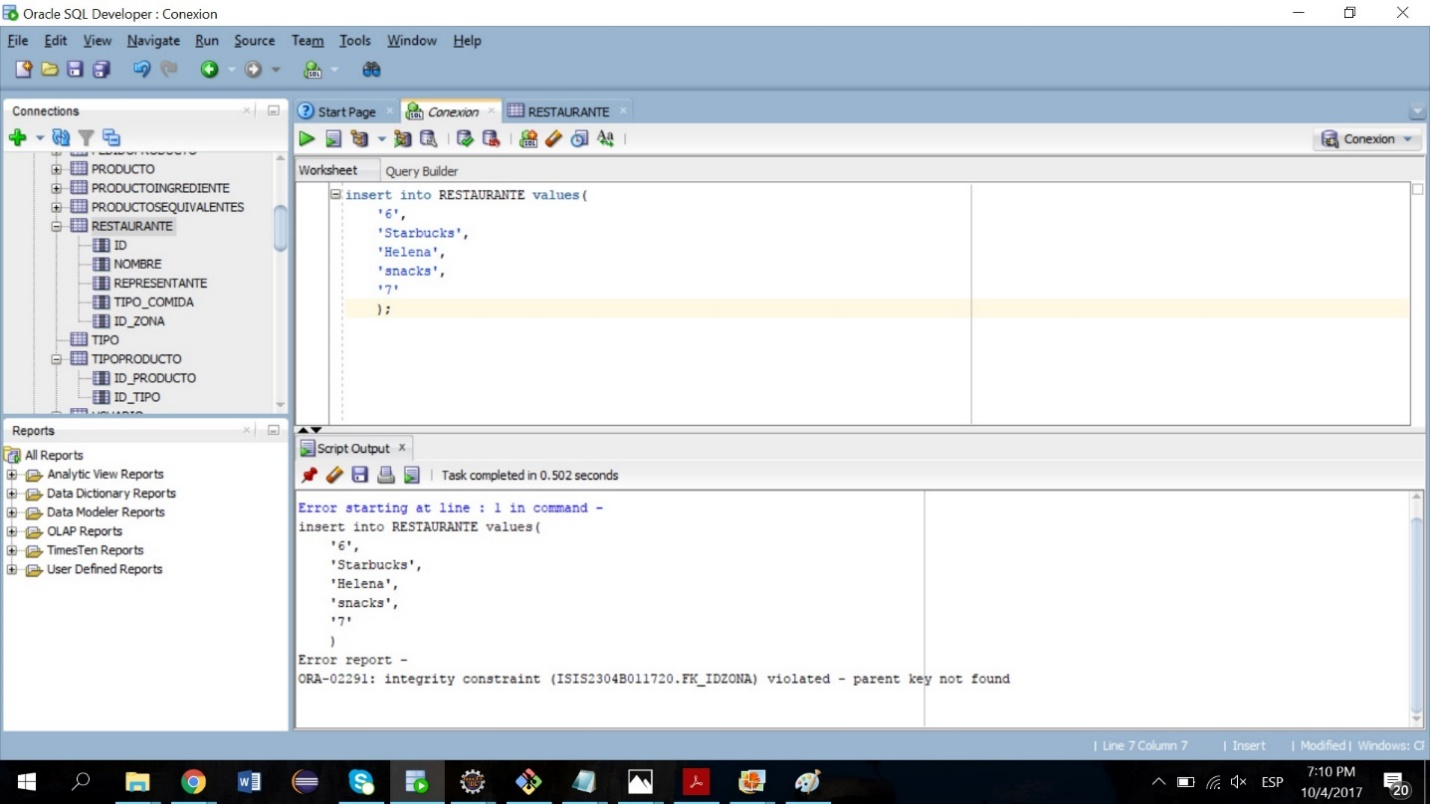 Oracle SQL Developer : Conexion
File Edit View Navigate Run Source Team Tools Window Help
Connections
PRODUCTO
PRODUCTOINGREDIENTE
PRODUCTOSEQUIVALENTES
RESTAURANTE
ID
NOMBRE
REPRESENTANTE
TIPO_COMIDA
ID_ZONA
TIPO
TIPOPRODUCTO
ID_PRODUCTO
ID_TIPO
Reports
All Reports
Analytic View Reports
Data Dictionary Reports
Data Modeler Reports
OLAP Reports
TimesTen Reports
User Defined Reports
Start Page Conexion RESTAURANTE
Conexion
Worksheet Query Builder
insert into RESTAURANTE values(
'6',
'Starbucks',
'Helena',
'snacks',
'7'
);
Script Output
Task completed in 0.502 seconds
Error starting at line : 1 in command -
insert into RESTAURANTE values(
'6',
'Starbucks',
'Helena',
'snacks',
'7'
)
Error report -
ORA-02291: integrity constraint (ISIS2304B011720.FK_IDZONA) violated - parent key not found
| Line 7 Column 7 | Insert | Modified | Windows: CF
ESP
7:10 PM
10/4/2017
20